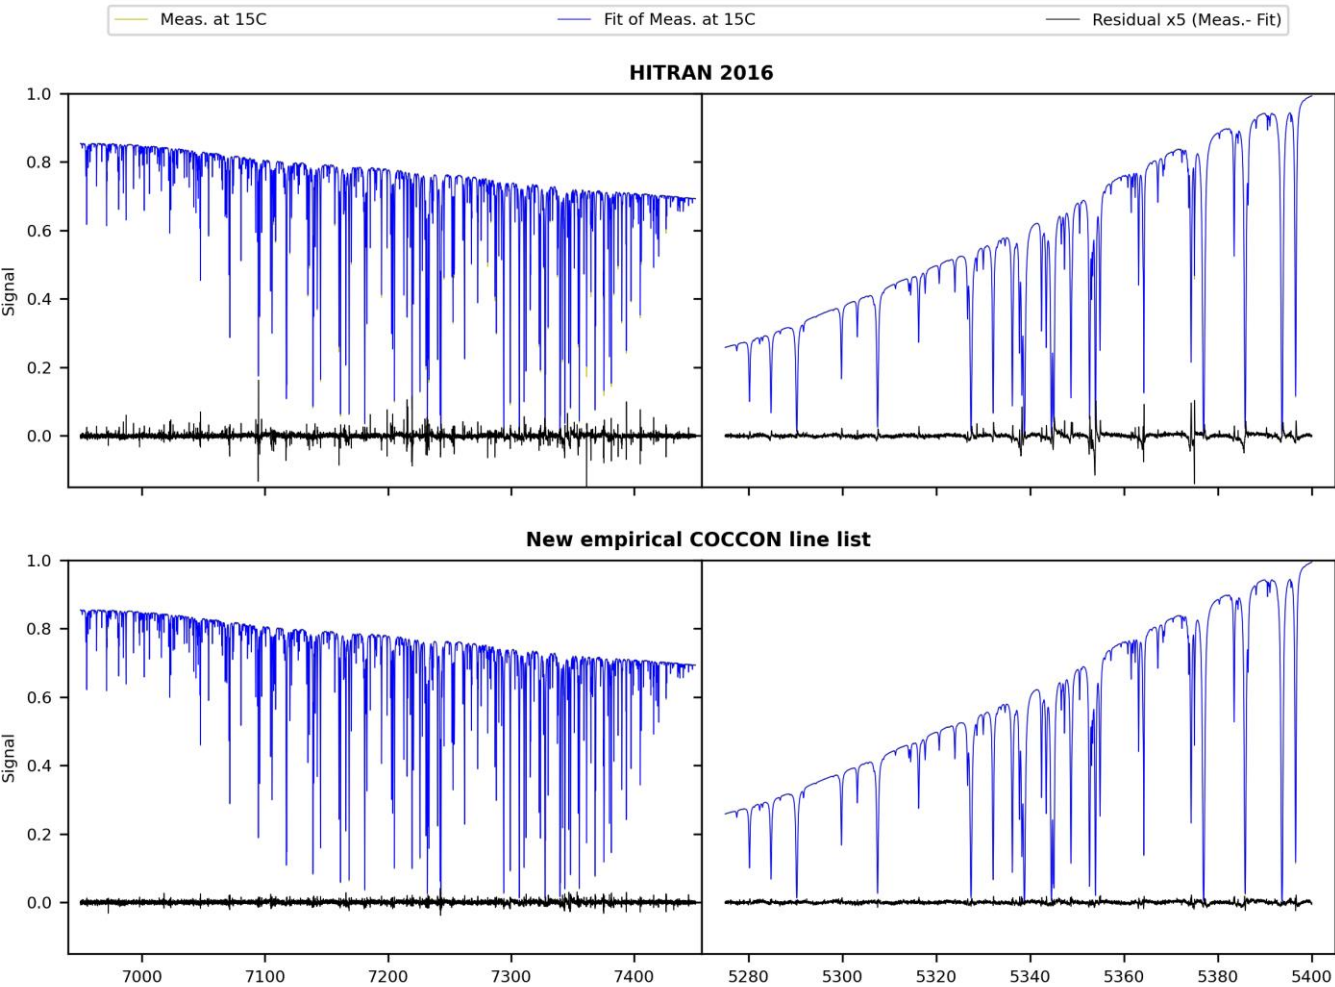 Meas. at 15C Fit of Meas. at 15C Residual x5 (Meas.- Fit)
HITRAN 2016
1.0
0.8
0.6
0.4
0.2
0.0
Signal
New empirical COCCON line list
1.0
0.8
0.6
0.4
0.2
0.0
Signal
7000 7100 7200 7300 7400 5280 5300 5320 5340 5360 5380 5400